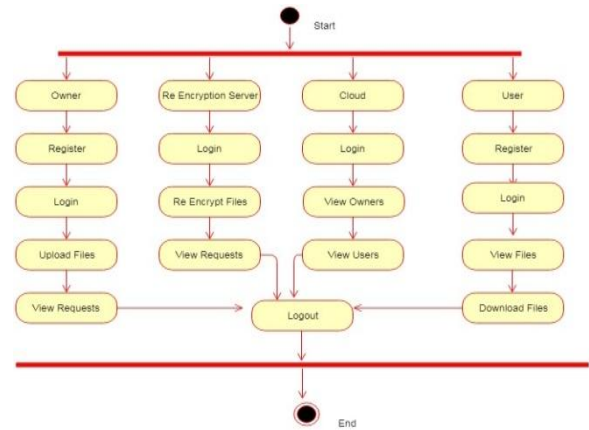 Start
Owner
Re Encryption Server
Cloud
User
Register
Login
Login
Register
Login
Re Encrypt Files
View Owners
Login
Upload Files
View Requests
View Users
View Files
View Requests
Logout
Download Files
End